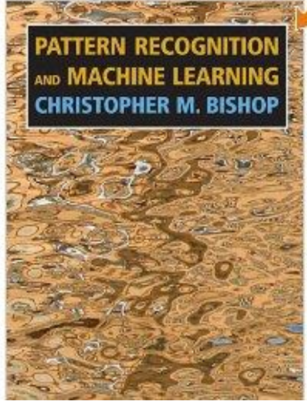 PATTERN RECOGNITION
AND MACHINE LEARNING
CHRISTOPHER M. BISHOP